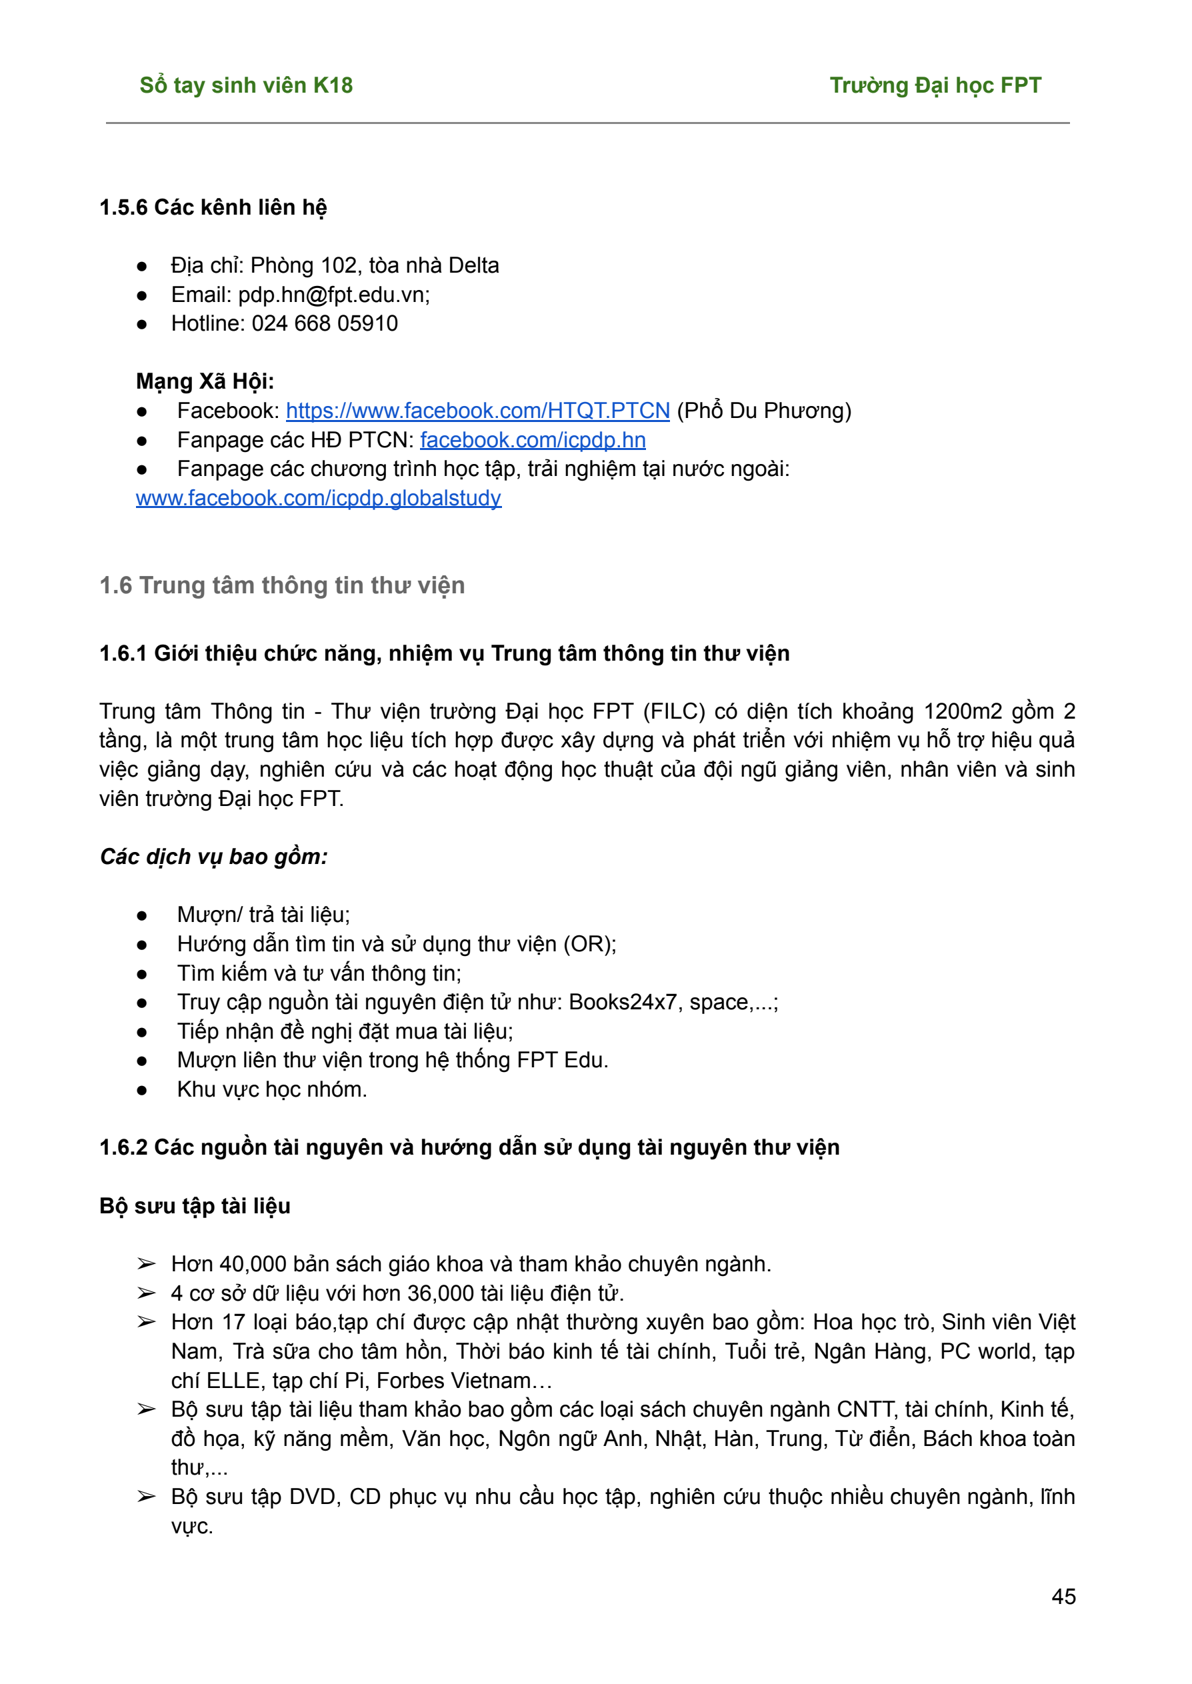 Sổ tay sinh viên K18 Trường Đại học FPT
1.5.6 Các kênh liên hệ
● Địa chỉ: Phòng 102, tòa nhà Delta
● Email: pdp.hn@fpt.edu.vn;
● Hotline: 024 668 05910
Mạng Xã Hội:
● Facebook: https://www.facebook.com/HTQT.PTCN (Phổ Du Phương)
● Fanpage các HĐ PTCN: facebook.com/icpdp.hn
● Fanpage các chương trình học tập, trải nghiệm tại nước ngoài:
www.facebook.com/icpdp.globalstudy
1.6 Trung tâm thông tin thư viện
1.6.1 Giới thiệu chức năng, nhiệm vụ Trung tâm thông tin thư viện
Trung tâm Thông tin - Thư viện trường Đại học FPT (FILC) có diện tích khoảng 1200m2 gồm 2
tầng, là một trung tâm học liệu tích hợp được xây dựng và phát triển với nhiệm vụ hỗ trợ hiệu quả
việc giảng dạy, nghiên cứu và các hoạt động học thuật của đội ngũ giảng viên, nhân viên và sinh
viên trường Đại học FPT.
Các dịch vụ bao gồm:
● Mượn/ trả tài liệu;
● Hướng dẫn tìm tin và sử dụng thư viện (OR);
● Tìm kiếm và tư vấn thông tin;
● Truy cập nguồn tài nguyên điện tử như: Books24x7, space,...;
● Tiếp nhận đề nghị đặt mua tài liệu;
● Mượn liên thư viện trong hệ thống FPT Edu.
● Khu vực học nhóm.
1.6.2 Các nguồn tài nguyên và hướng dẫn sử dụng tài nguyên thư viện
Bộ sưu tập tài liệu
➢ Hơn 40,000 bản sách giáo khoa và tham khảo chuyên ngành.
➢ 4 cơ sở dữ liệu với hơn 36,000 tài liệu điện tử.
➢ Hơn 17 loại báo,tạp chí được cập nhật thường xuyên bao gồm: Hoa học trò, Sinh viên Việt
Nam, Trà sữa cho tâm hồn, Thời báo kinh tế tài chính, Tuổi trẻ, Ngân Hàng, PC world, tạp
chí ELLE, tạp chí Pi, Forbes Vietnam…
➢ Bộ sưu tập tài liệu tham khảo bao gồm các loại sách chuyên ngành CNTT, tài chính, Kinh tế,
đồ họa, kỹ năng mềm, Văn học, Ngôn ngữ Anh, Nhật, Hàn, Trung, Từ điển, Bách khoa toàn
thư,...
➢ Bộ sưu tập DVD, CD phục vụ nhu cầu học tập, nghiên cứu thuộc nhiều chuyên ngành, lĩnh
vực.
45